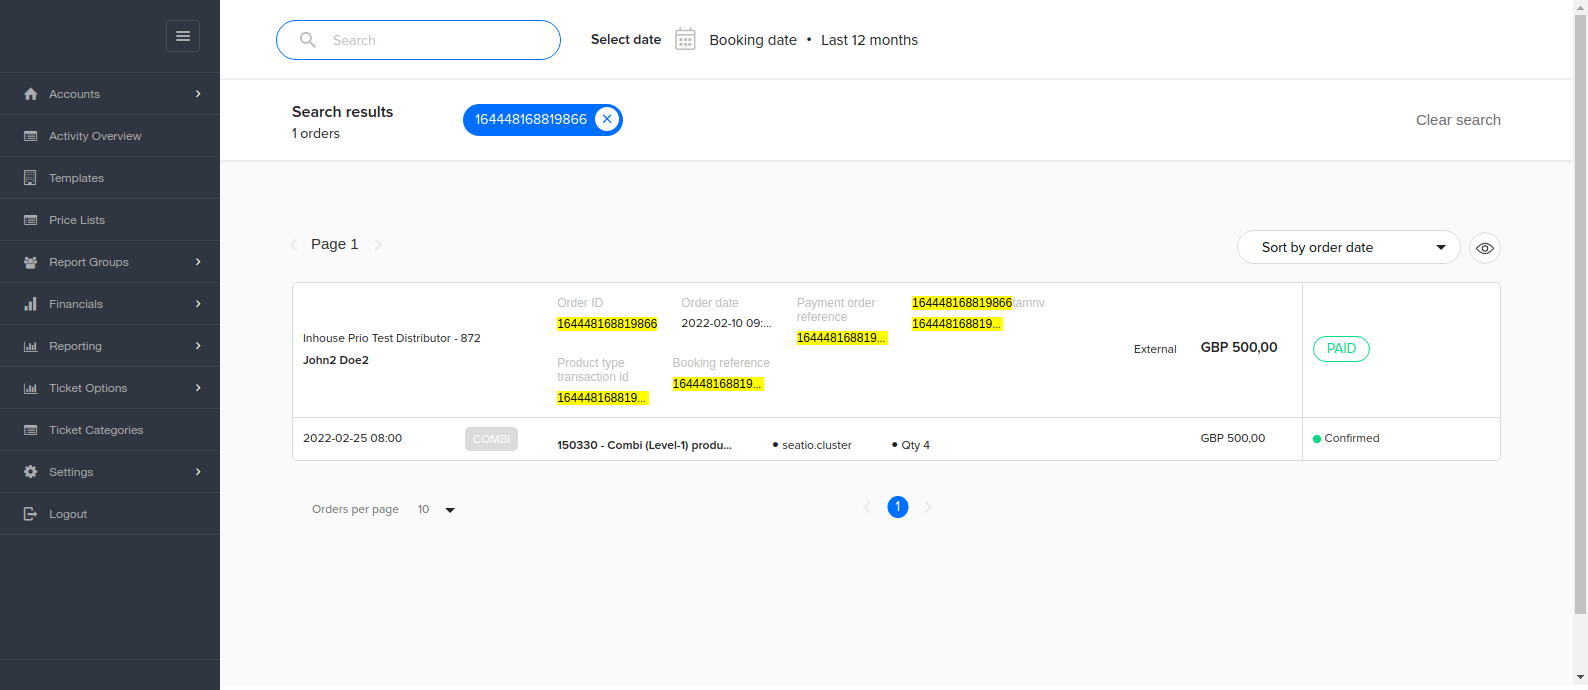 Search
Select date
Booking date • Last 12 months
Accounts
Activity Overview
Templates
Price Lists
Report Groups
Financials
Reporting
Ticket Options
Ticket Categories
Settings
Logout
Search results
1 orders
164448168819866
Clear search
Page 1
Sort by order date
Inhouse Prio Test Distributor - 872
John2 Doe2
Order ID
164448168819866
Order date
2022-02-10 09:...
Payment order
reference
164448168819...
164448168819866tamnv
164448168819...
Product type
transaction id
164448168819...
Booking reference
164448168819...
External
GBP 500,00
PAID
2022-02-25 08:00
COMBI
150330 - Combi (Level-1) produ...
• seatio.cluster
• Qty 4
GBP 500,00
Confirmed
Orders per page 10
1